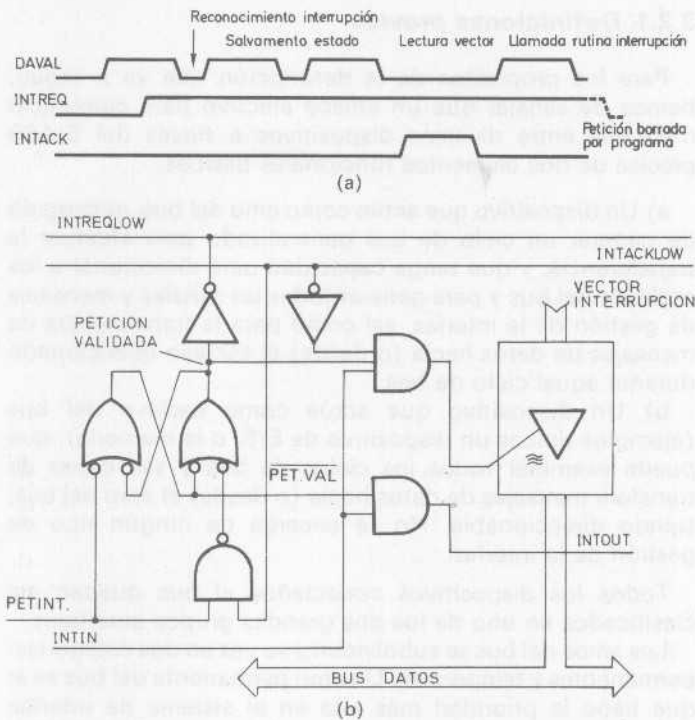 Reconocimiento interrupción
Salvamento estado
Lectura vector
Llamada rutina interrupción
DAVAL
INTREQ
INTACK
Petición borrada
por programa
(a)
INTREQLOW
INTACKLOW
VECTOR
INTERRUPCION
PETICION
VALIDADA
PET.VAL
INTOUT
PETINT.
INTIN
BUS DATOS
(b)